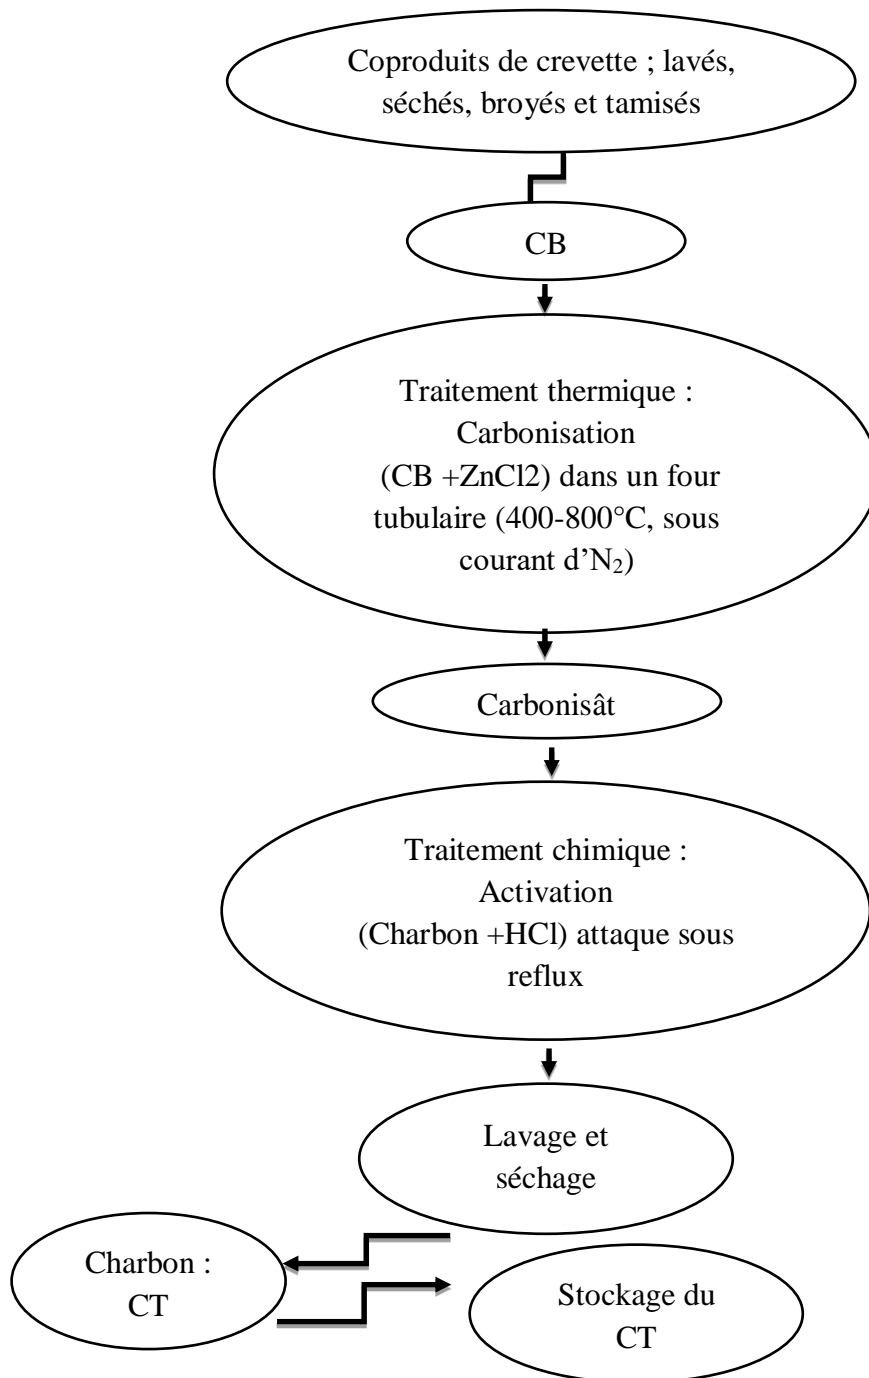 Coproduits de crevette ; lavés,
séchés, broyés et tamisés
CB
Traitement thermique :
Carbonisation
(CB +ZnCl2) dans un four
tubulaire (400-800°C, sous
courant d’N₂)
Carbonisât
Traitement chimique :
Activation
(Charbon +HCl) attaque sous
reflux
Lavage et
séchage
Charbon :
CT
Stockage du
CT